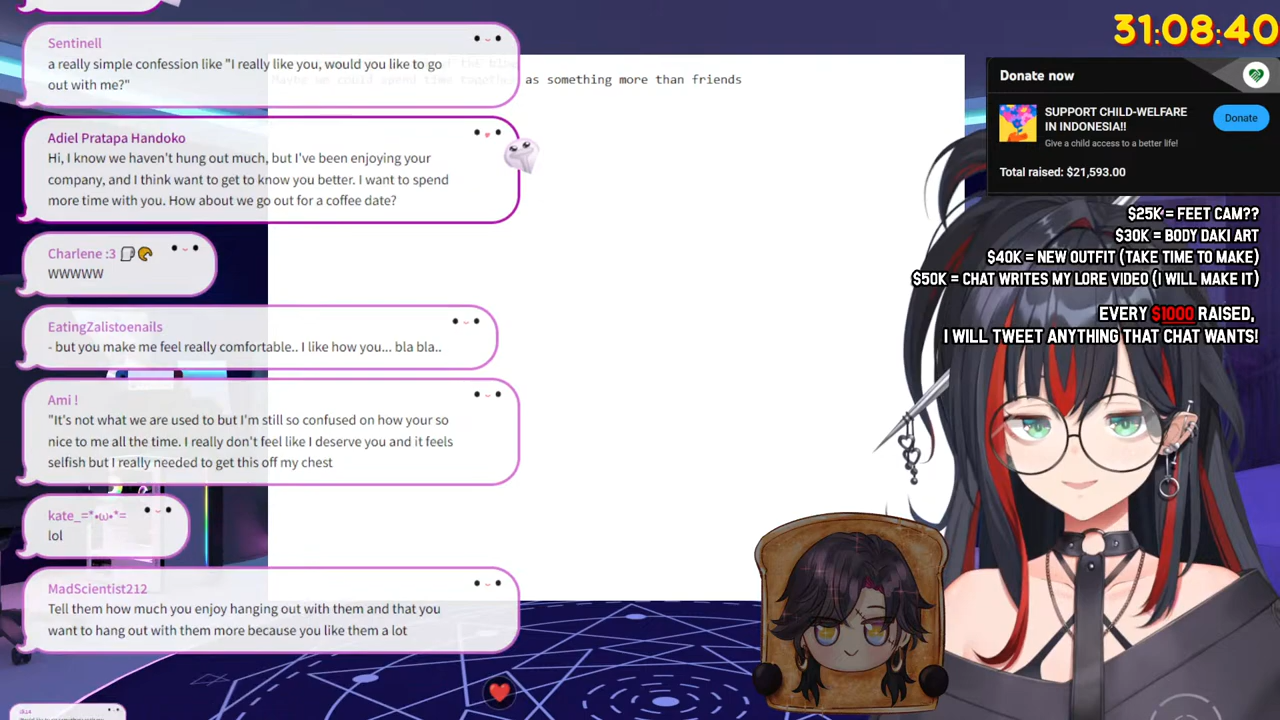 31:08:40
Sentinell
a really simple confession like "I really like you, would you like to go
out with me?"
Maybe we could spend time together as something more than friends
Adiel Pratapa Handoko
Hi, I know we haven't hung out much, but I've been enjoying your
company, and I think want to get to know you better. I want to spend
more time with you. How about we go out for a coffee date?
Charlene :3
WWWWW
EatingZalistoenails
- but you make me feel really comfortable.. I like how you... bla bla..
Ami !
"It's not what we are used to but I'm still so confused on how your so
nice to me all the time. I really don't feel like I deserve you and it feels
selfish but I really needed to get this off my chest
kate_=*•ω•*=
lol
MadScientist212
Tell them how much you enjoy hanging out with them and that you
want to hang out with them more because you like them a lot
Donate now
SUPPORT CHILD-WELFARE
IN INDONESIA!!
Donate
Give a child access to a better life!
Total raised: $21,593.00
$25K = FEET CAM??
$30K = BODY DAKI ART
$40K = NEW OUTFIT (TAKE TIME TO MAKE)
$50K = CHAT WRITES MY LORE VIDEO (I WILL MAKE IT)
EVERY $1000 RAISED,
I WILL TWEET ANYTHING THAT CHAT WANTS!